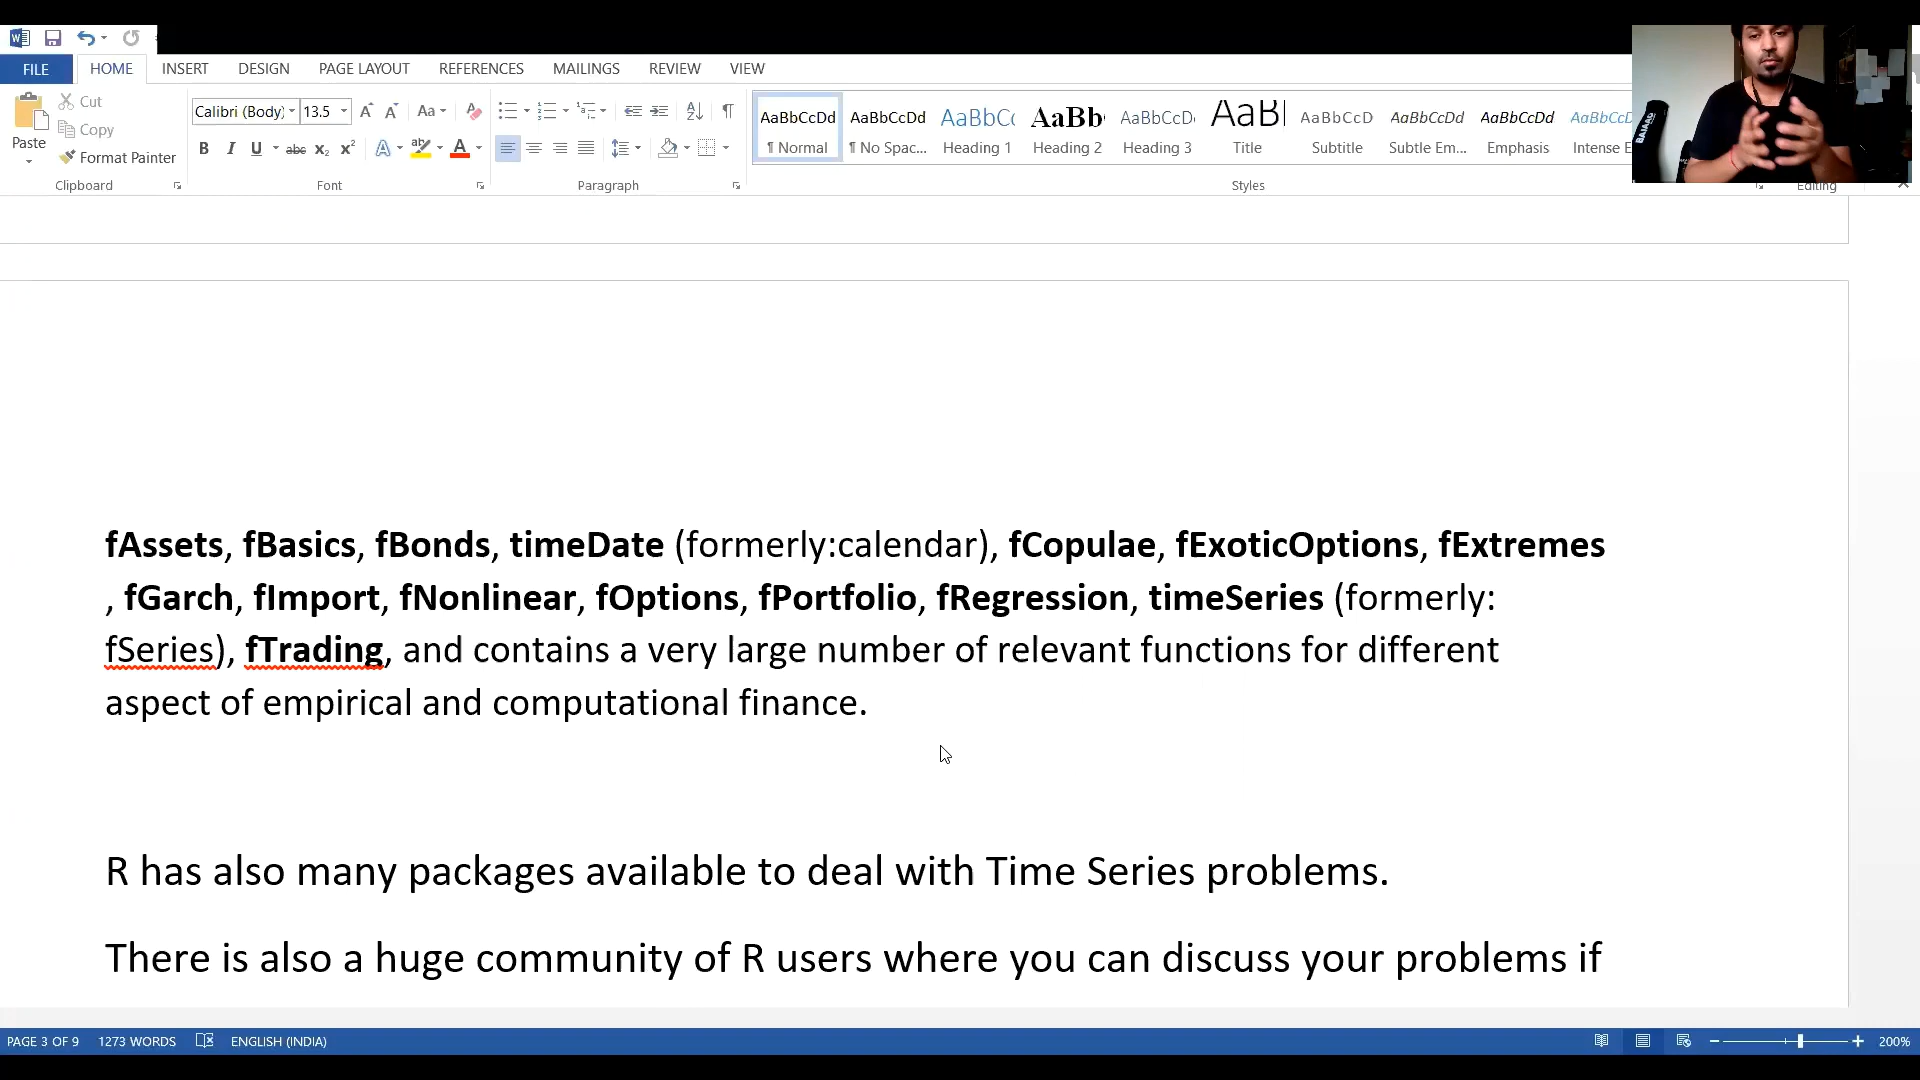 FILE HOME INSERT DESIGN PAGE LAYOUT REFERENCES MAILINGS REVIEW VIEW
Paste
Cut
Copy
Format Painter
Clipboard
Calibri (Body) 13.5
Font
Paragraph
AaBbCcDd AaBbCcDd AaBbCc AaBb AaBbCcD AaB AaBbCcD AaBbCcDd AaBbCcDd AaBbCcD
¶ Normal ¶ No Spac... Heading 1 Heading 2 Heading 3 Title Subtitle Subtle Em... Emphasis Intense E
Styles
Editing
fAssets, fBasics, fBonds, timeDate (formerly:calendar), fCopulae, fExoticOptions, fExtremes
, fGarch, fImport, fNonlinear, fOptions, fPortfolio, fRegression, timeSeries (formerly:
fSeries), fTrading, and contains a very large number of relevant functions for different
aspect of empirical and computational finance.
R has also many packages available to deal with Time Series problems.
There is also a huge community of R users where you can discuss your problems if
PAGE 3 OF 9 1273 WORDS ENGLISH (INDIA) 200%